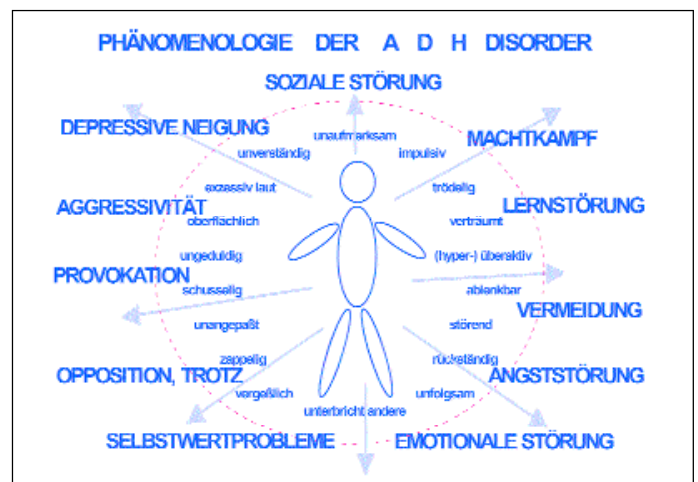 PHÄNOMENOLOGIE DER A D H DISORDER
SOZIALE STÖRUNG
DEPRESSIVE NEIGUNG
unaufmerksam
MACHTKAMPF
unverständig
impulsiv
exzessiv laut
trödelig
AGGRESSIVITÄT
LERNSTÖRUNG
oberflächlich
verträumt
ungeduldig
(hyper-) überaktiv
PROVOKATION
schusselig
ablenkbar
VERMEIDUNG
unangepaßt
störend
zappelig
rückständig
OPPOSITION, TROTZ
ANGSTSTÖRUNG
vergeßlich
unfolgsam
unterbricht andere
SELBSTWERTPROBLEME
EMOTIONALE STÖRUNG